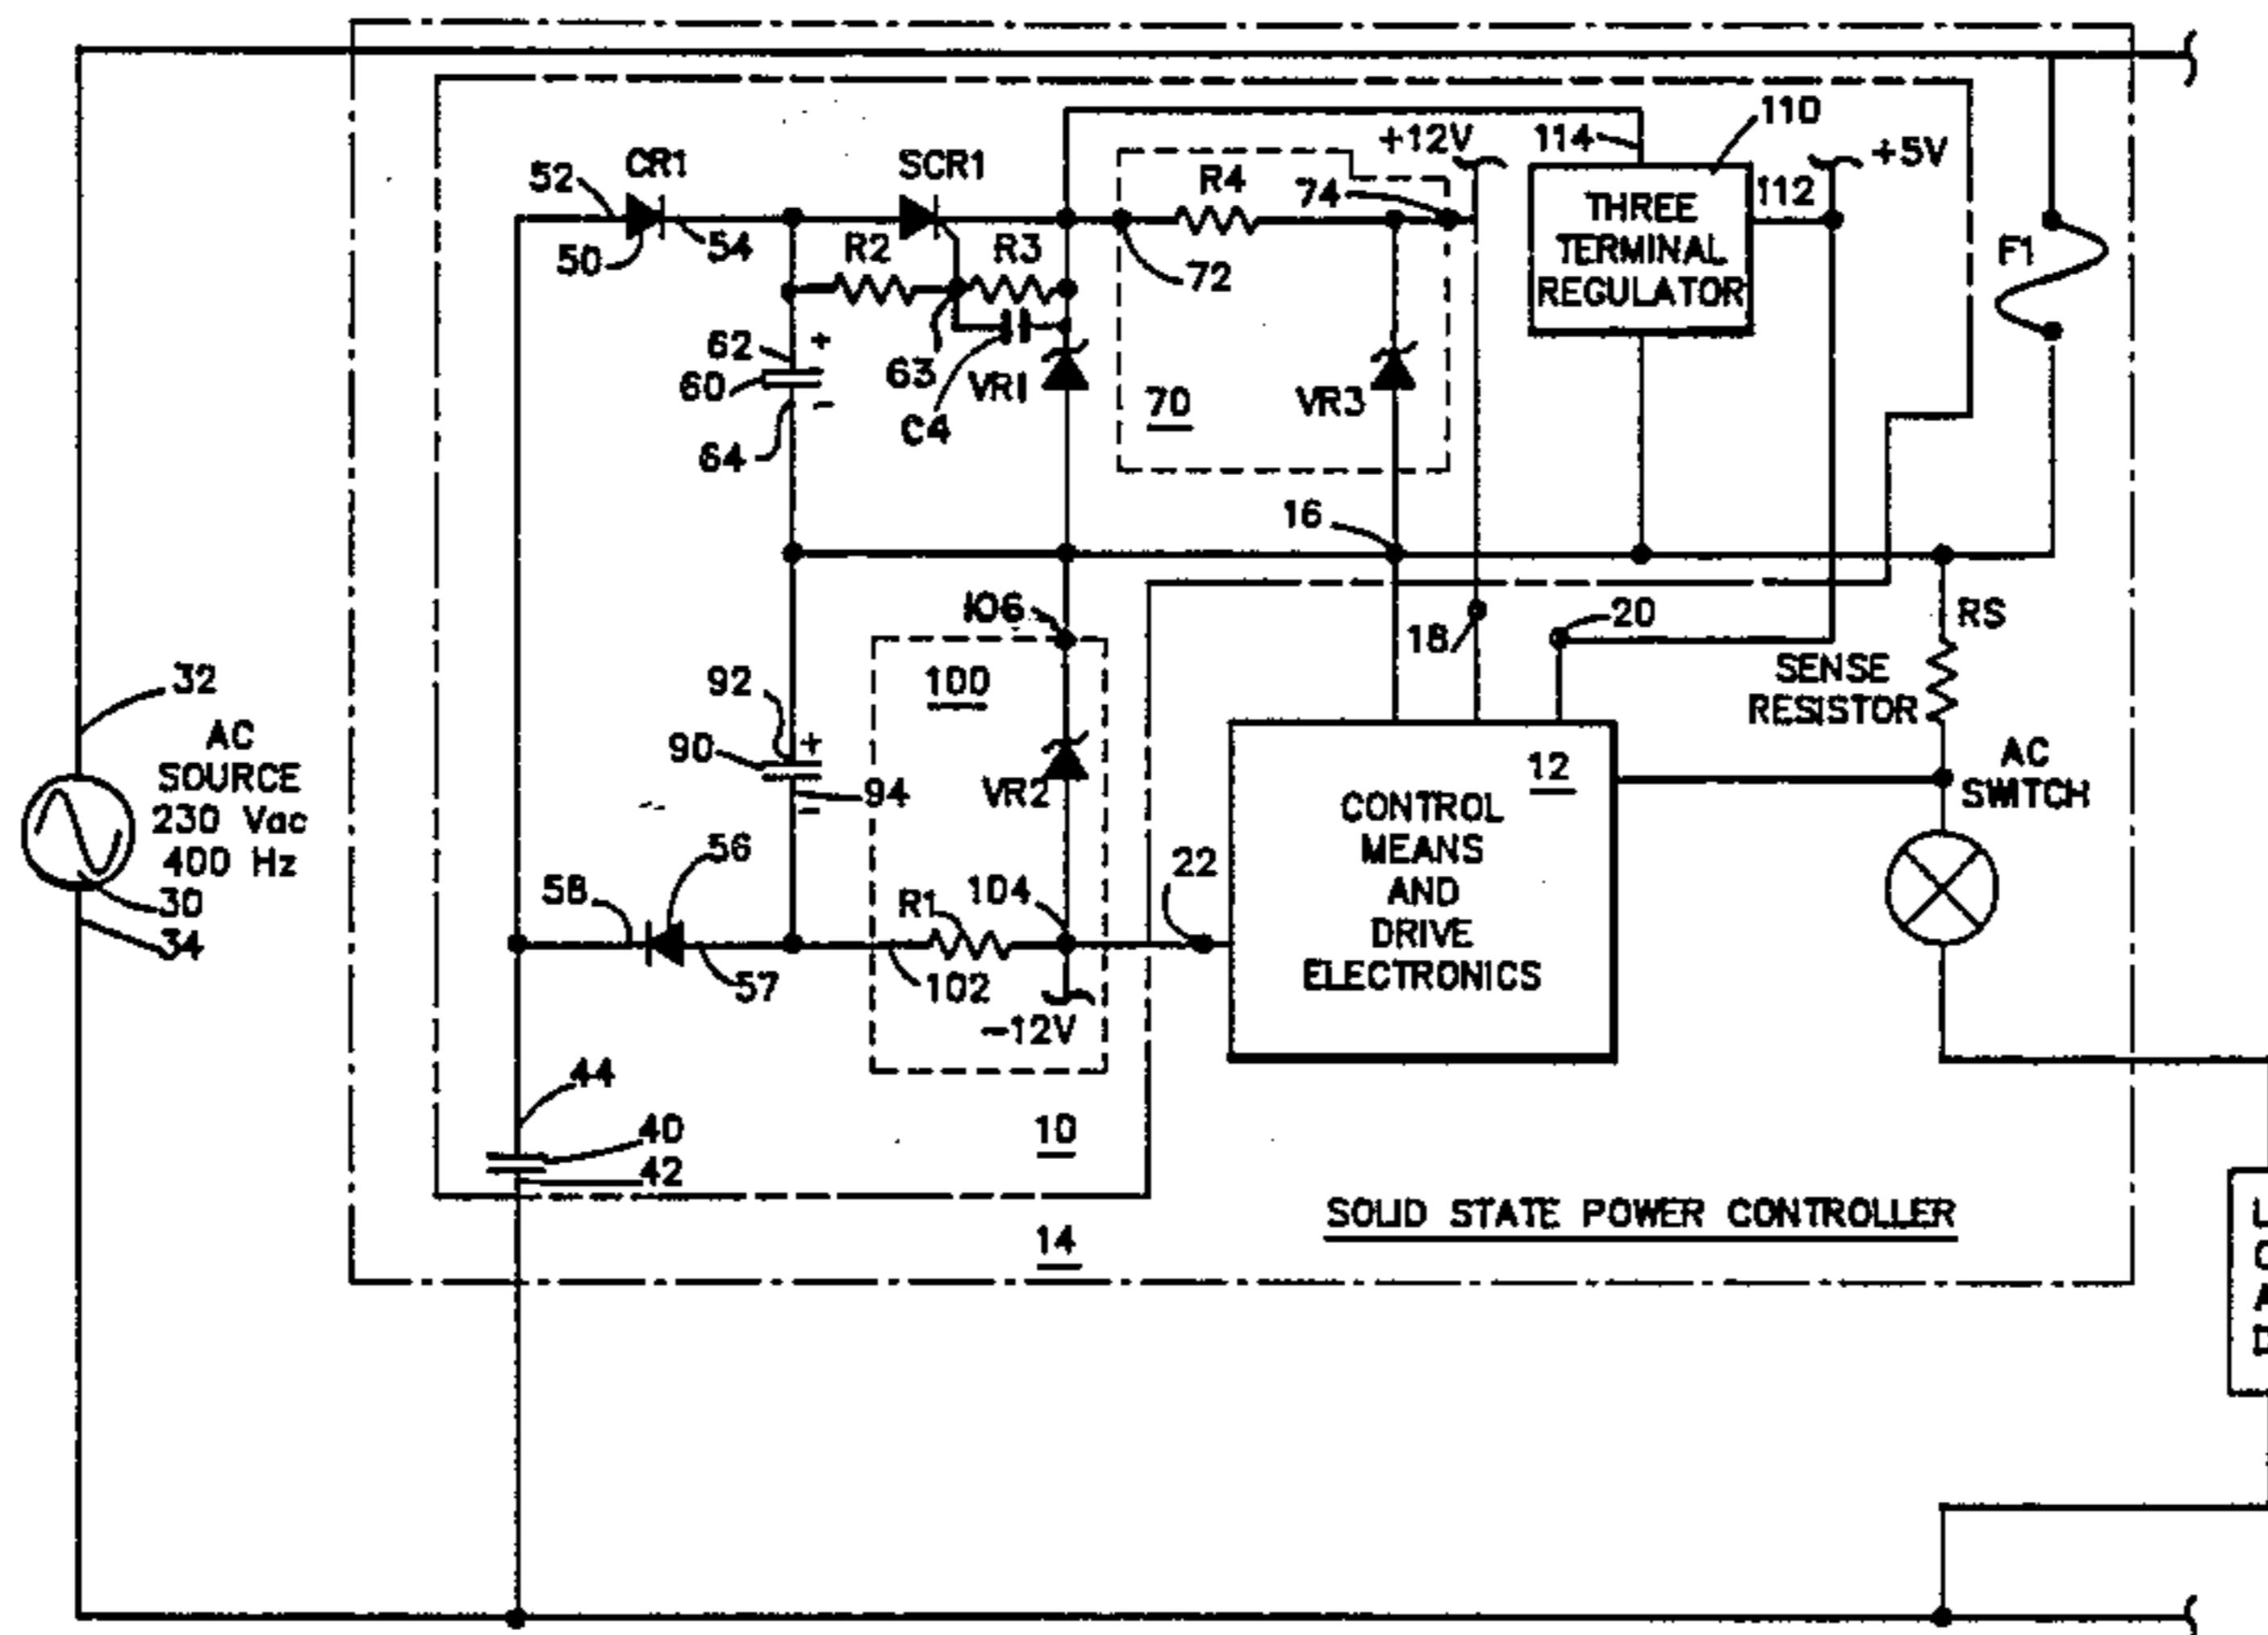 110
+12V
114
+5V
CR1
SCR1
52
R4
74
112
THREE
TERMINAL
REGULATOR
F1
50
54
R2
R3
72
62
+
60
63
VR1
VR3
70
-
C4
64
16
106
18
20
RS
32
SENSE
RESISTOR
92
100
AC
SOURCE
230 Vac
400 Hz
90
+
94
-
VR2
12
AC
SWITCH
CONTROL
MEANS
AND
DRIVE
ELECTRONICS
56
22
58
R1
104
30
34
57
102
-12V
44
40
42
10
SOLID STATE POWER CONTROLLER
14